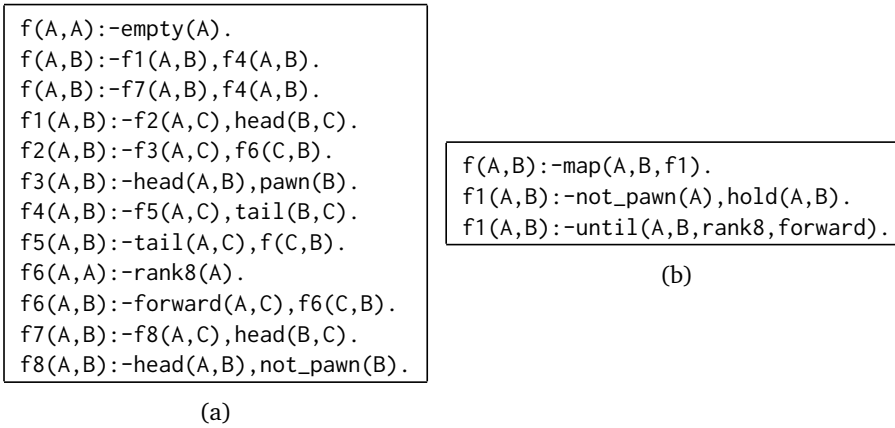 f(A,A):-empty(A).
f(A,B):-f1(A,B),f4(A,B).
f(A,B):-f7(A,B),f4(A,B).
f1(A,B):-f2(A,C),head(B,C).
f2(A,B):-f3(A,C),f6(C,B).
f3(A,B):-head(A,B),pawn(B).
f4(A,B):-f5(A,C),tail(B,C).
f5(A,B):-tail(A,C),f(C,B).
f6(A,A):-rank8(A).
f6(A,B):-forward(A,C),f6(C,B).
f7(A,B):-f8(A,C),head(B,C).
f8(A,B):-head(A,B),not_pawn(B).
(a)
f(A,B):-map(A,B,f1).
f1(A,B):-not_pawn(A),hold(A,B).
f1(A,B):-until(A,B,rank8,forward).
(b)